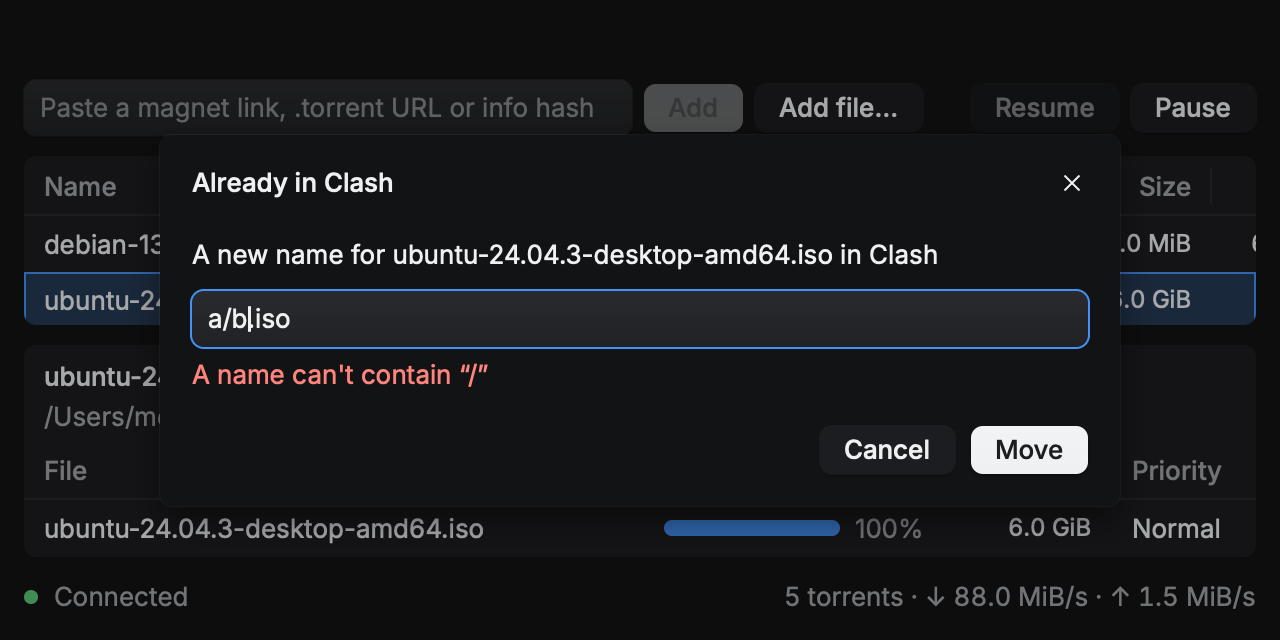 Paste a magnet link, .torrent URL or info hash
Add
Add file...
Resume
Pause
Name
Size
debian-13
.0 MiB
ubuntu-24
6.0 GiB
Already in Clash
A new name for ubuntu-24.04.3-desktop-amd64.iso in Clash
a/b.iso
A name can't contain “/”
Cancel
Move
ubuntu-24
/Users/me
File
Priority
ubuntu-24.04.3-desktop-amd64.iso
100%
6.0 GiB
Normal
Connected
5 torrents · ↓ 88.0 MiB/s · ↑ 1.5 MiB/s